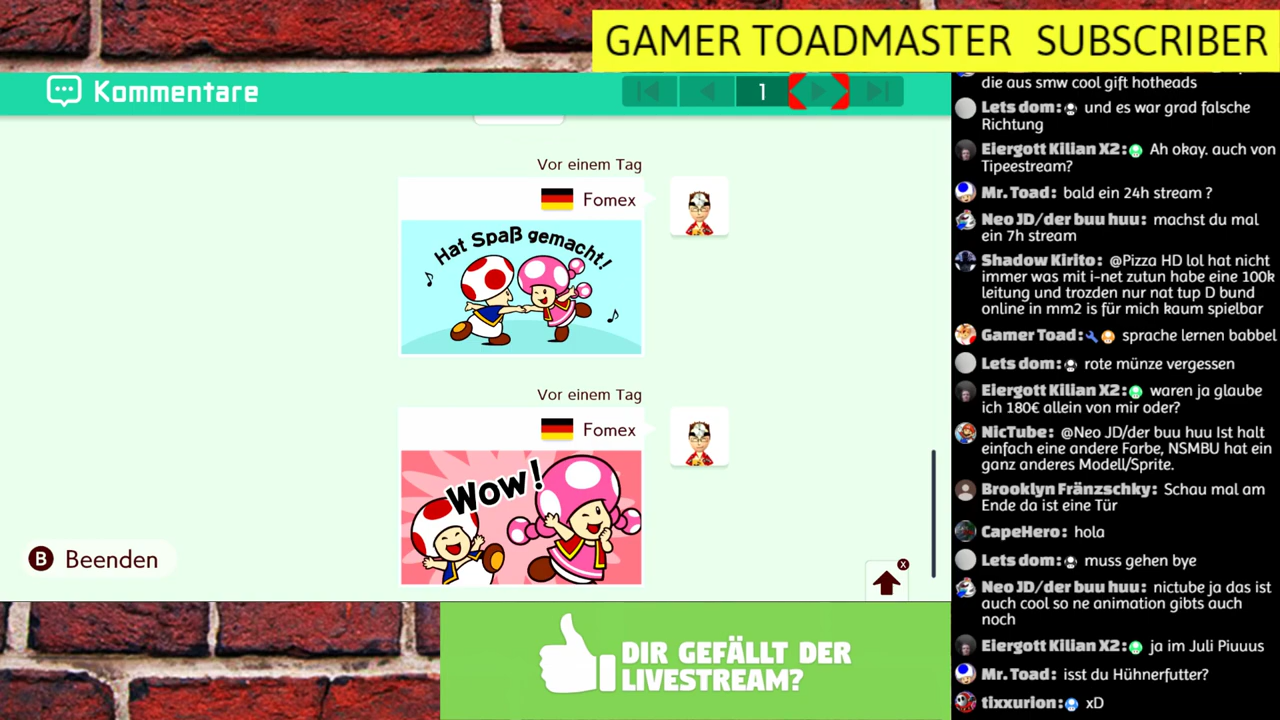 GAMER TOADMASTER SUBSCRIBER
Kommentare
1
Vor einem Tag
Fomex
Hat Spaß gemacht!
Vor einem Tag
Fomex
Wow!
B Beenden
X
DIR GEFÄLLT DER
LIVESTREAM?
die aus smw cool gift hotheads
Lets dom: und es war grad falsche
Richtung
Eiergott Kilian X2: Ah okay. auch von
Tipeestream?
Mr. Toad: bald ein 24h stream ?
Neo JD/der buu huu: machst du mal
ein 7h stream
Shadow Kirito: @Pizza HD lol hat nicht
immer was mit i-net zutun habe eine 100k
leitung und trozden nur nat tup D bund
online in mm2 is für mich kaum spielbar
Gamer Toad: sprache lernen babbel
Lets dom: rote münze vergessen
Eiergott Kilian X2: waren ja glaube
ich 180€ allein von mir oder?
NicTube: @Neo JD/der buu huu Ist halt
einfach eine andere Farbe, NSMBU hat ein
ganz anderes Modell/Sprite.
Brooklyn Fränzschky: Schau mal am
Ende da ist eine Tür
CapeHero: hola
Lets dom: muss gehen bye
Neo JD/der buu huu: nictube ja das ist
auch cool so ne animation gibts auch
noch
Eiergott Kilian X2: ja im Juli Piuuus
Mr. Toad: isst du Hühnerfutter?
tixxurion: xD